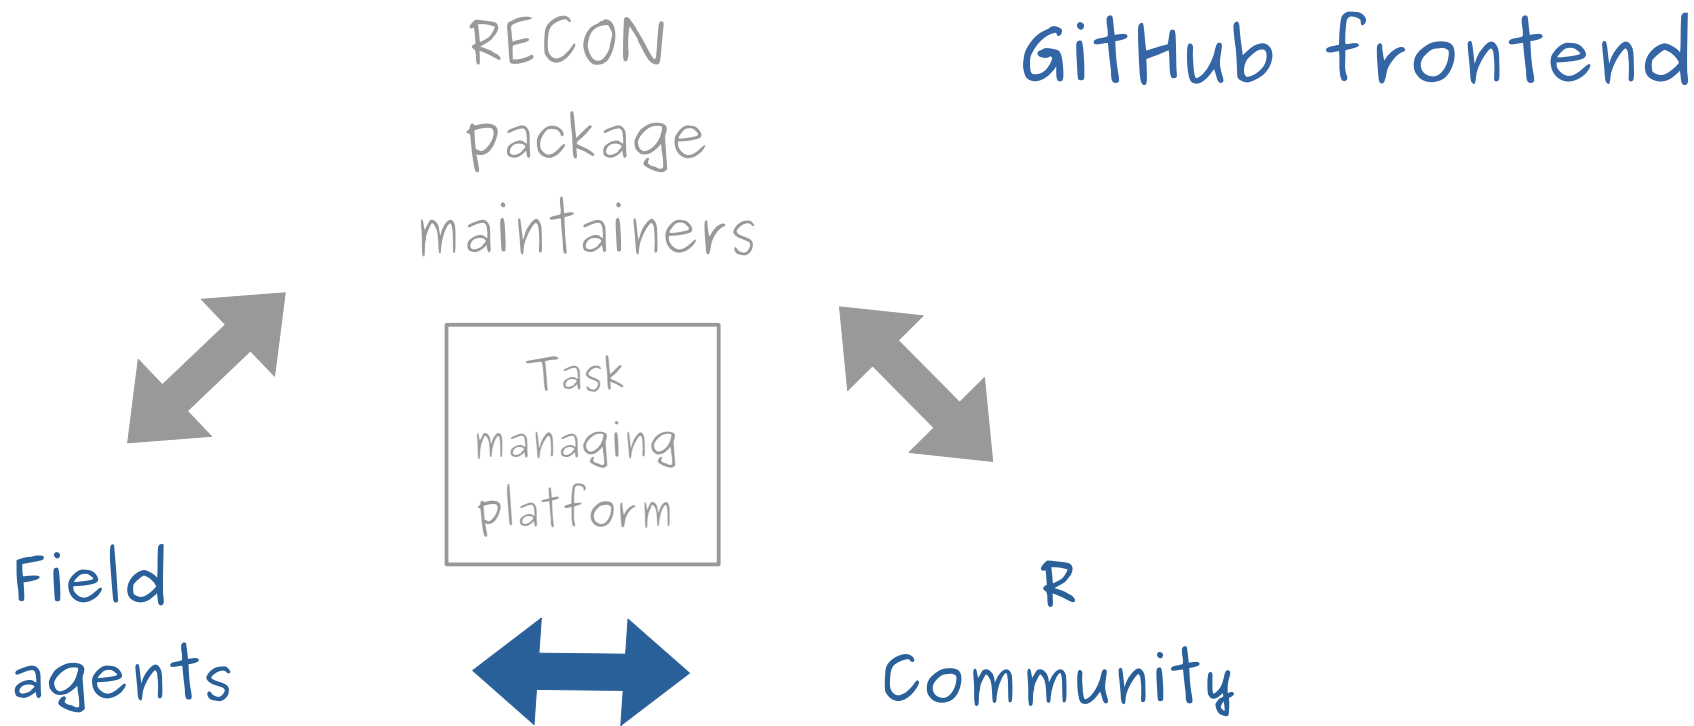 RECON
package
maintainers
GitHub frontend
Task
managing
platform
Field
agents
R
Community